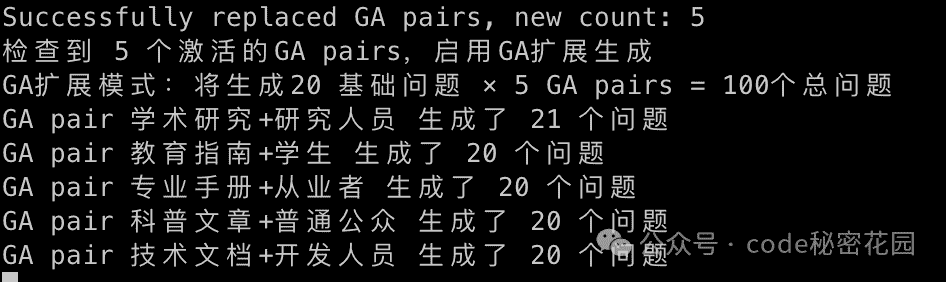 Successfully replaced GA pairs, new count: 5
检查到 5 个激活的GA pairs，启用GA扩展生成
GA扩展模式：将生成20 基础问题 × 5 GA pairs = 100个总问题
GA pair 学术研究+研究人员 生成了 21 个问题
GA pair 教育指南+学生 生成了 20 个问题
GA pair 专业手册+从业者 生成了 20 个问题
GA pair 科普文章+普通公众 生成了 20 个问题
GA pair 技术文档+开发人员 生成了 20 个问题
公众号 · code秘密花园